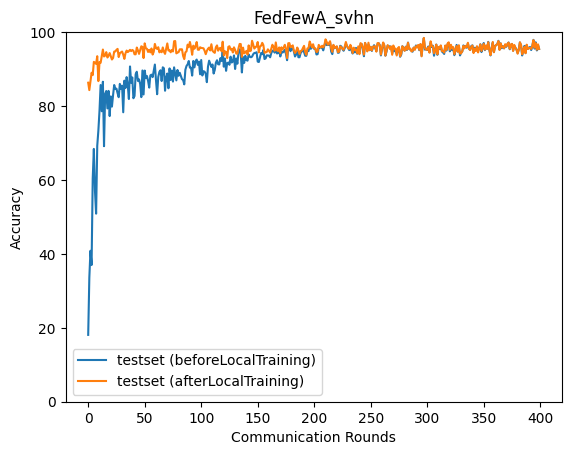 FedFewA_svhn
Accuracy
100
80
60
40
20
0
testset (beforeLocalTraining)
testset (afterLocalTraining)
0 50 100 150 200 250 300 350 400
Communication Rounds